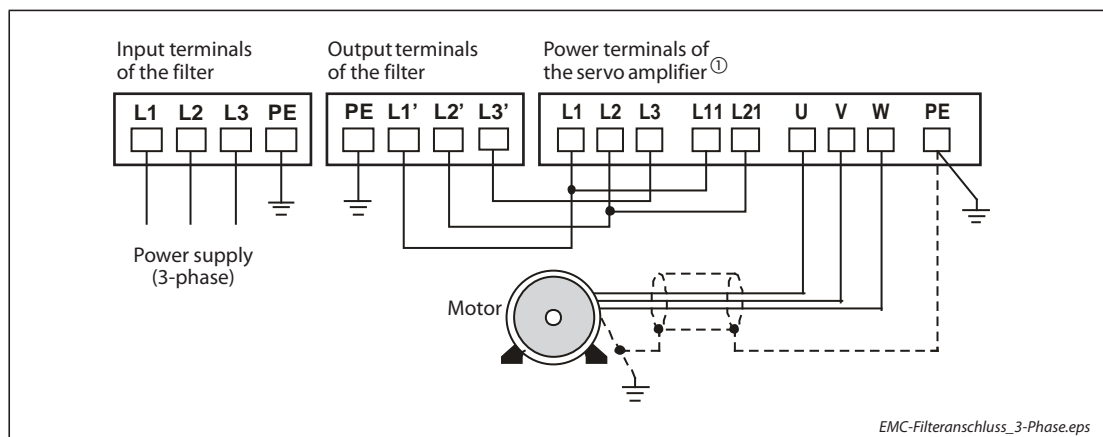 Input terminals
of the filter
Output terminals
of the filter
Power terminals of
the servo amplifier ①
L1 L2 L3 PE
PE L1’ L2’ L3’
L1 L2 L3 L11 L21 U V W PE
Power supply
(3-phase)
Motor
EMC-Filteranschluss_3-Phase.eps